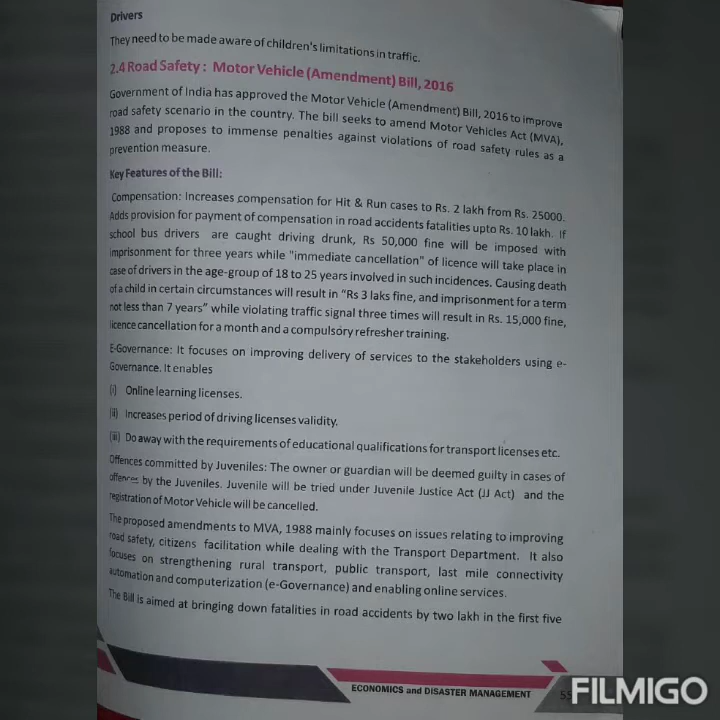 Drivers
They need to be made aware of children's limitations in traffic.
2.4 Road Safety : Motor Vehicle (Amendment) Bill, 2016
Government of India has approved the Motor Vehicle (Amendment) Bill, 2016 to improve
road safety scenario in the country. The bill seeks to amend Motor Vehicles Act (MVA),
1988 and proposes to immense penalties against violations of road safety rules as a
prevention measure.
Key Features of the Bill:
Compensation: Increases compensation for Hit & Run cases to Rs. 2 lakh from Rs. 25000.
Adds provision for payment of compensation in road accidents fatalities upto Rs. 10 lakh. If
school bus drivers are caught driving drunk, Rs 50,000 fine will be imposed with
imprisonment for three years while "immediate cancellation" of licence will take place in
case of drivers in the age-group of 18 to 25 years involved in such incidences. Causing death
of a child in certain circumstances will result in "Rs 3 laks fine, and imprisonment for a term
not less than 7 years" while violating traffic signal three times will result in Rs. 15,000 fine,
licence cancellation for a month and a compulsory refresher training.
E-Governance: It focuses on improving delivery of services to the stakeholders using e-
Governance. It enables
(i) Online learning licenses.
(ii) Increases period of driving licenses validity.
(iii) Do away with the requirements of educational qualifications for transport licenses etc.
Offences committed by Juveniles: The owner or guardian will be deemed guilty in cases of
offences by the Juveniles. Juvenile will be tried under Juvenile Justice Act (JJ Act) and the
registration of Motor Vehicle will be cancelled.
The proposed amendments to MVA, 1988 mainly focuses on issues relating to improving
road safety, citizens facilitation while dealing with the Transport Department. It also
focuses on strengthening rural transport, public transport, last mile connectivity
automation and computerization (e-Governance) and enabling online services.
The Bill is aimed at bringing down fatalities in road accidents by two lakh in the first five
ECONOMICS and DISASTER MANAGEMENT
FILMIGO